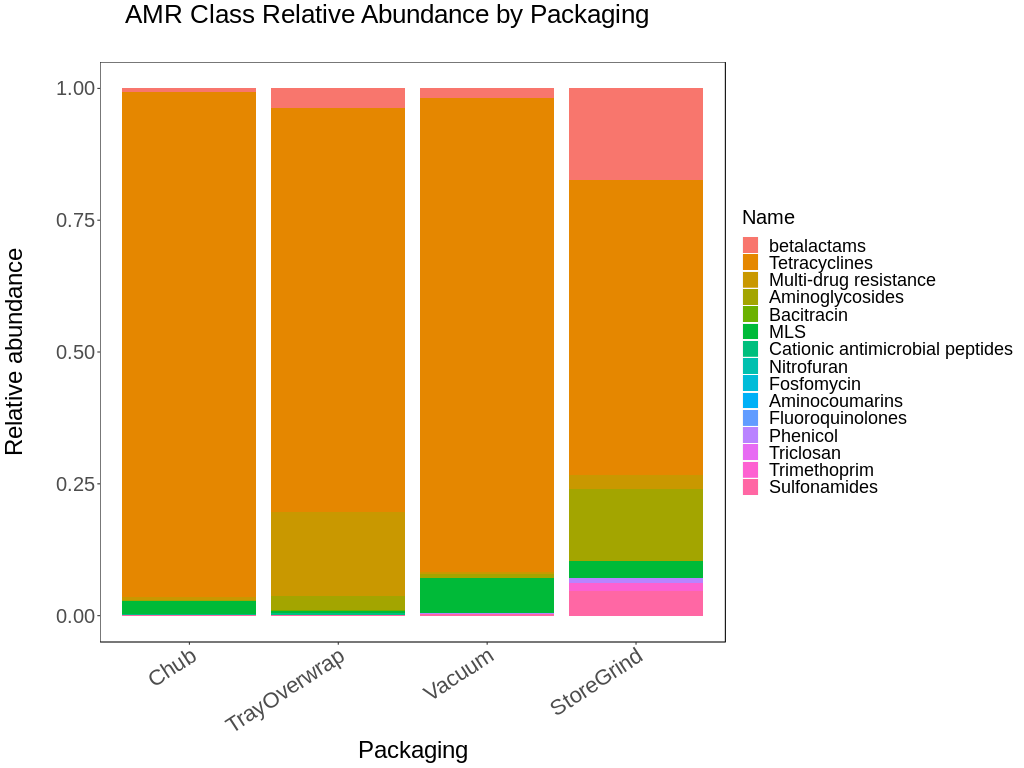 AMR Class Relative Abundance by Packaging
Relative abundance
1.00
0.75
0.50
0.25
0.00
Chub
TrayOverwrap
Vacuum
StoreGrind
Packaging
Name
betalactams
Tetracyclines
Multi-drug resistance
Aminoglycosides
Bacitracin
MLS
Cationic antimicrobial peptides
Nitrofuran
Fosfomycin
Aminocoumarins
Fluoroquinolones
Phenicol
Triclosan
Trimethoprim
Sulfonamides